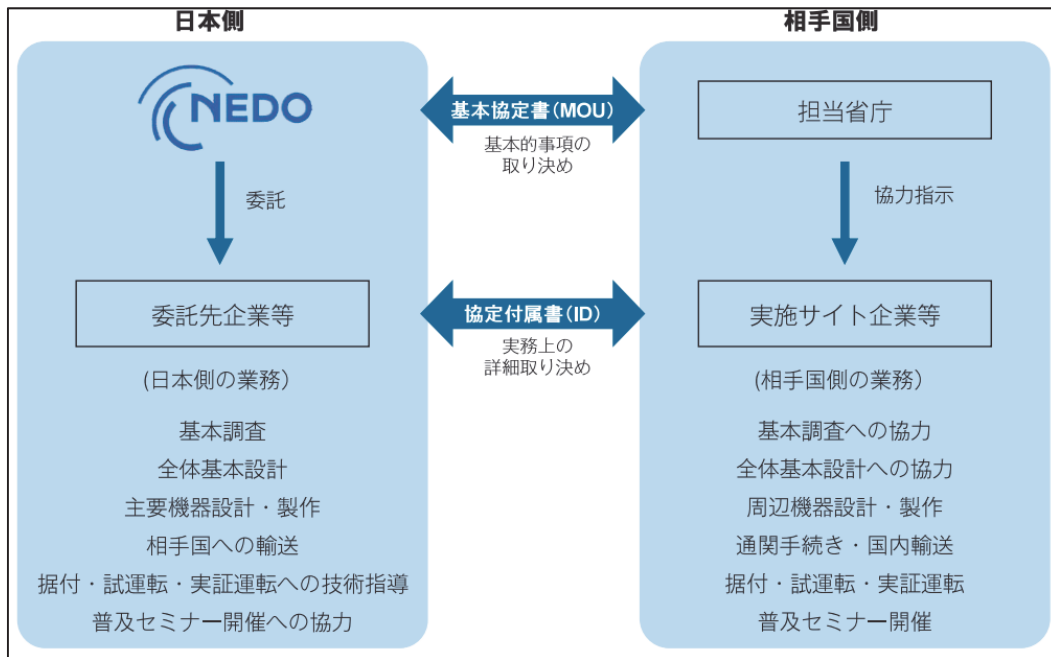 日本側
相手国側
NEDO
基本協定書(MOU)
基本的事項の
取り決め
担当省庁
委託
協力指示
委託先企業等
協定付属書(ID)
実務上の
詳細取り決め
実施サイト企業等
(日本側の業務)
基本調査
全体基本設計
主要機器設計・製作
相手国への輸送
据付・試運転・実証運転への技術指導
普及セミナー開催への協力
(相手国側の業務)
基本調査への協力
全体基本設計への協力
周辺機器設計・製作
通関手続き・国内輸送
据付・試運転・実証運転
普及セミナー開催